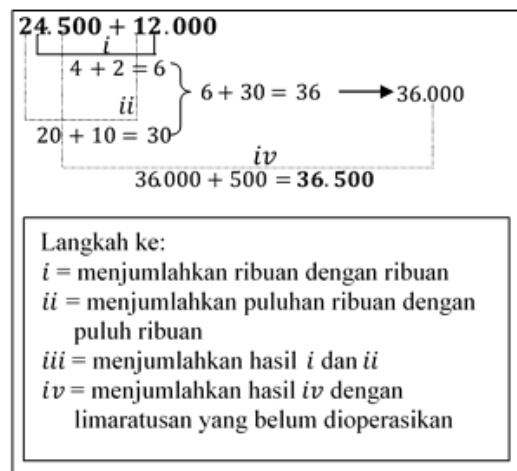 24.500 + 12.000
i
4 + 2 = 6
6 + 30 = 36
36.000
ii
20 + 10 = 30
iv
36.000 + 500 = 36.500
Langkah ke:
i = menjumlahkan ribuan dengan ribuan
ii = menjumlahkan puluhan ribuan dengan
puluh ribuan
iii = menjumlahkan hasil i dan ii
iv = menjumlahkan hasil iv dengan
limaratusan yang belum dioperasikan